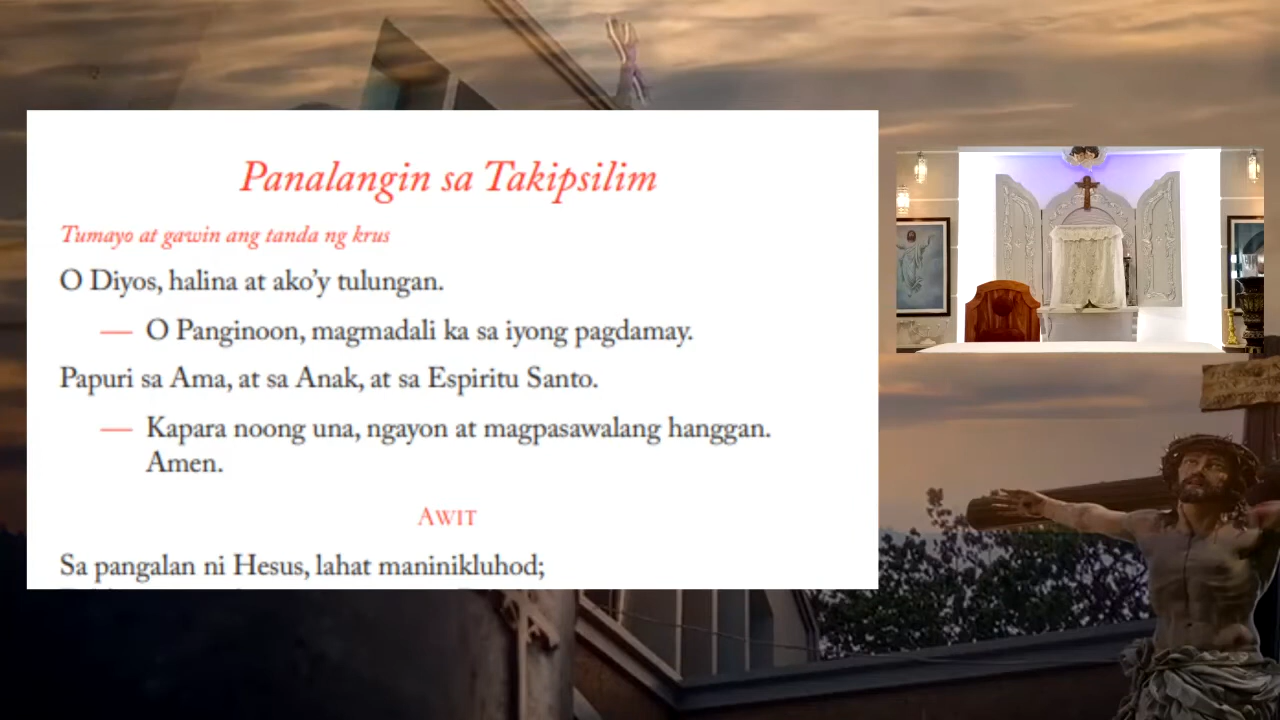 Panalangin sa Takipsilim
Tumayo at gawin ang tanda ng krus
O Diyos, halina at ako’y tulungan.
— O Panginoon, magmadali ka sa iyong pagdamay.
Papuri sa Ama, at sa Anak, at sa Espiritu Santo.
— Kapara noong una, ngayon at magpasawalang hanggan.
Amen.
AWIT
Sa pangalan ni Hesus, lahat maninikluhod;